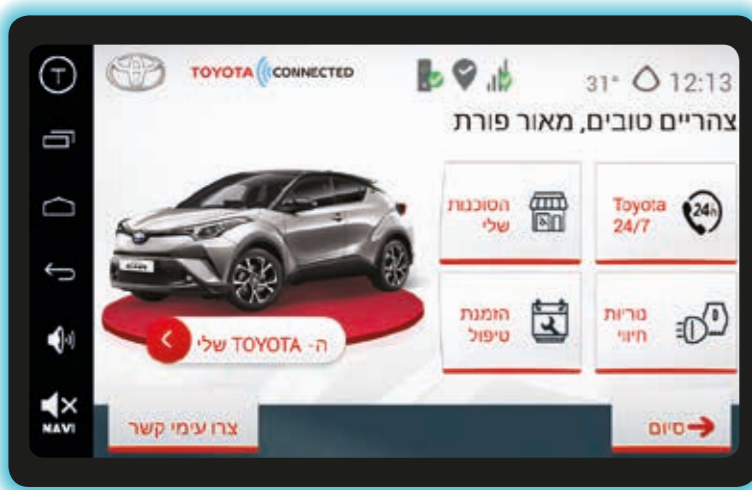 TOYOTA CONNECTED
31° 12:13
צהריים טובים, מאור פורת
Toyota
24/7
24h
הסוכנות
שלי
נוריות
חיווי
הזמנת
טיפול
ה- TOYOTA שלי
סיום
צרו עימי קשר
T
NAVI